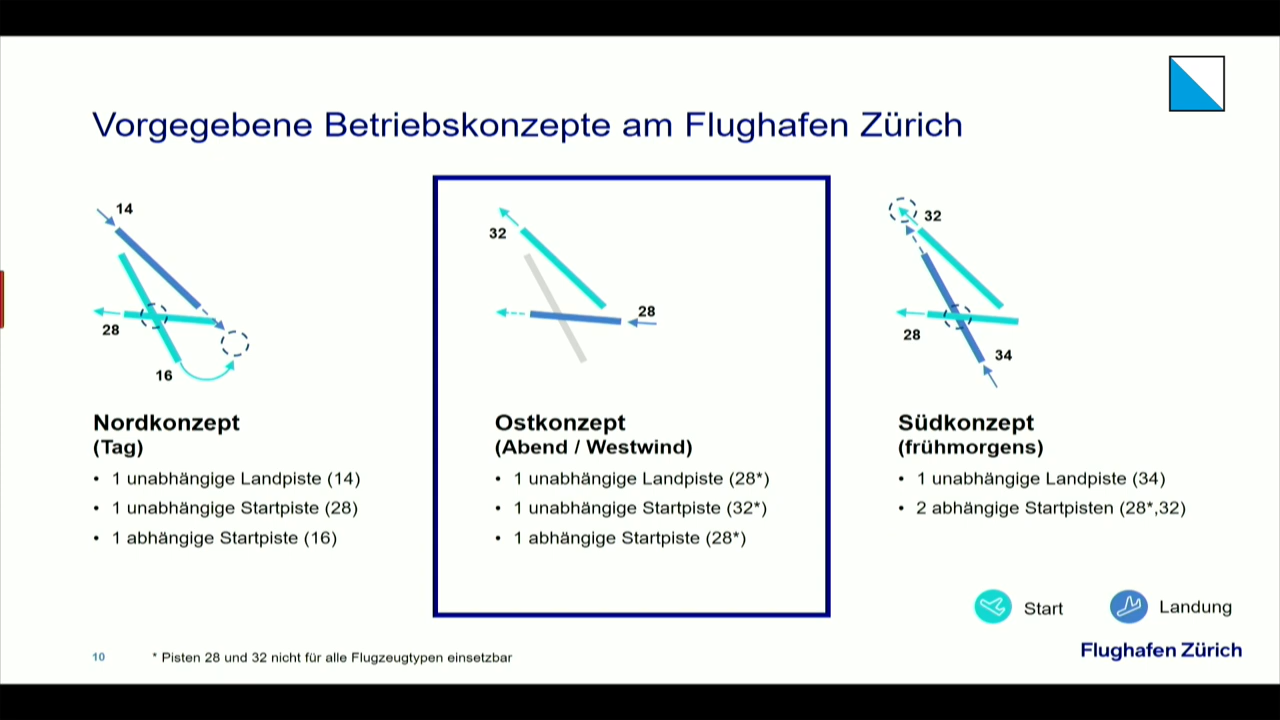 Vorgegebene Betriebskonzepte am Flughafen Zürich
14
28
16
Nordkonzept
(Tag)
• 1 unabhängige Landpiste (14)
• 1 unabhängige Startpiste (28)
• 1 abhängige Startpiste (16)
32
28
Ostkonzept
(Abend / Westwind)
• 1 unabhängige Landpiste (28*)
• 1 unabhängige Startpiste (32*)
• 1 abhängige Startpiste (28*)
32
28
34
Südkonzept
(frühmorgens)
• 1 unabhängige Landpiste (34)
• 2 abhängige Startpisten (28*,32)
Start
Landung
Flughafen Zürich
10
* Pisten 28 und 32 nicht für alle Flugzeugtypen einsetzbar